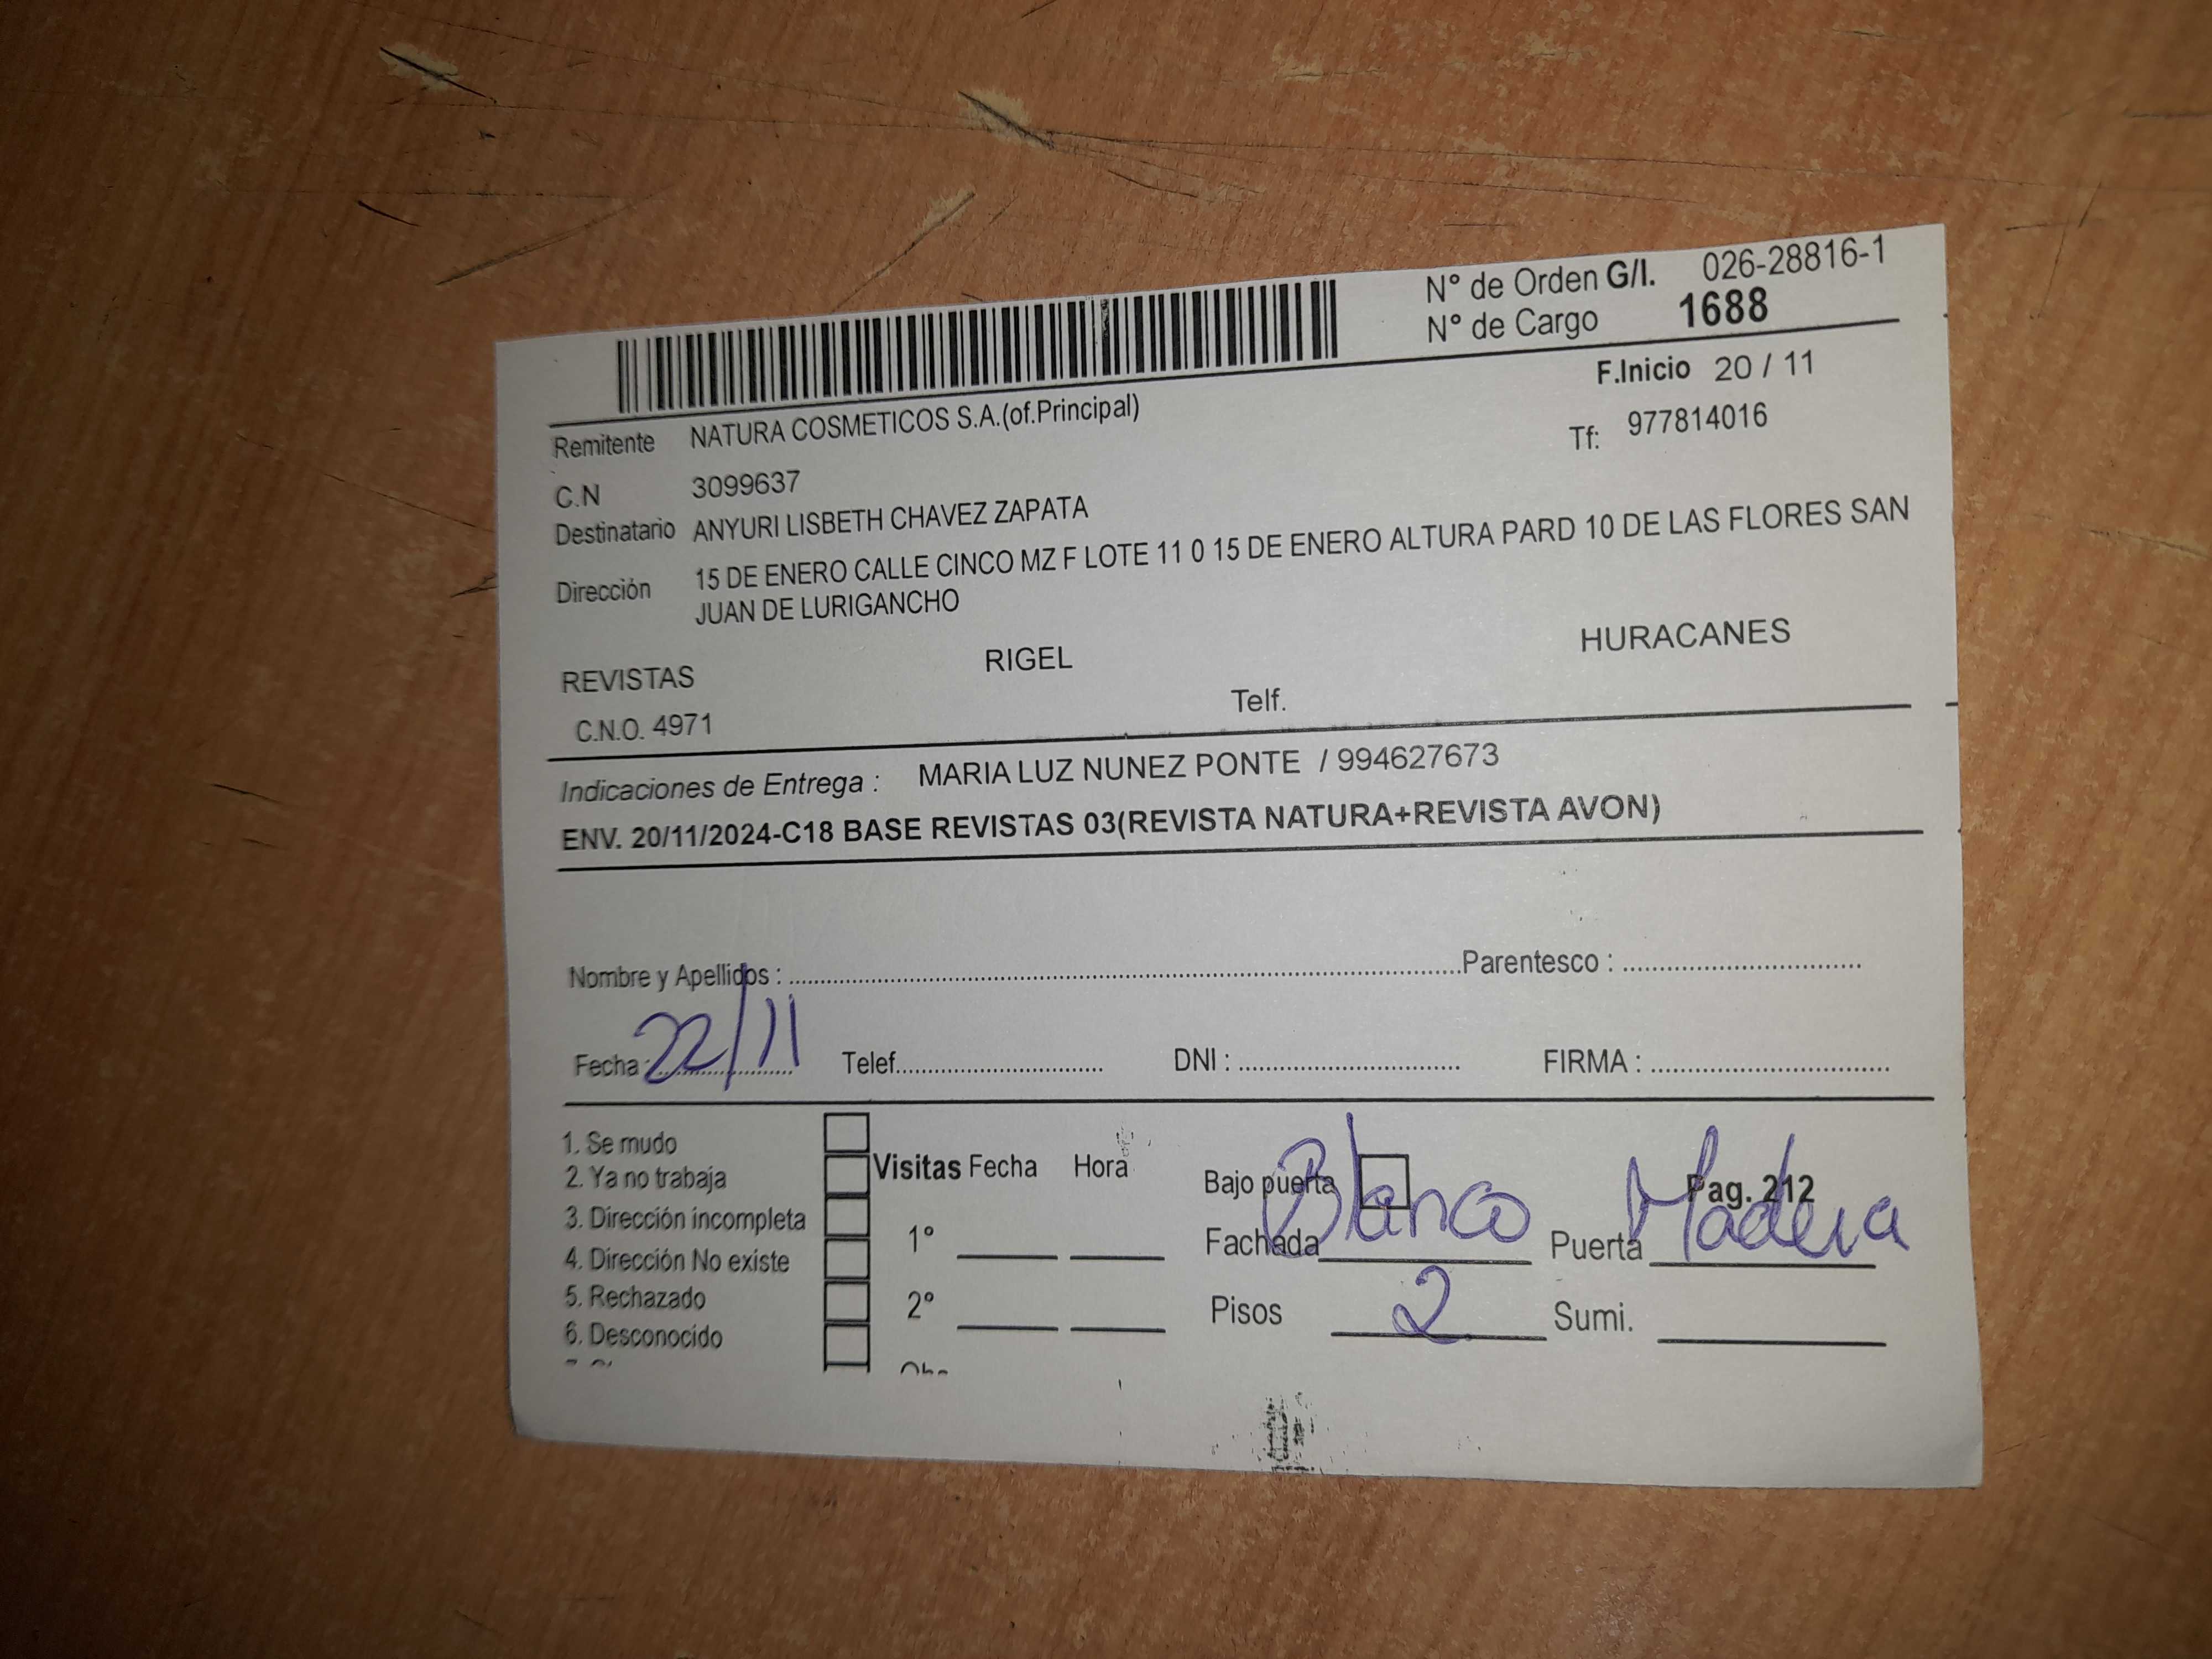 N° de Orden G/I. 026-28816-1
N° de Cargo 1688
F.Inicio 20 / 11
Remitente NATURA COSMETICOS S.A.(of.Principal)
Tf: 977814016
C.N 3099637
Destinatario ANYURI LISBETH CHAVEZ ZAPATA
Dirección 15 DE ENERO CALLE CINCO MZ F LOTE 11 0 15 DE ENERO ALTURA PARD 10 DE LAS FLORES SAN
JUAN DE LURIGANCHO
REVISTAS RIGEL HURACANES
C.N.O. 4971 Telf.
Indicaciones de Entrega : MARIA LUZ NUNEZ PONTE / 994627673
ENV. 20/11/2024-C18 BASE REVISTAS 03(REVISTA NATURA+REVISTA AVON)
Nombre y Apellidos : Parentesco :
Fecha : 22/11 Telef. DNI : FIRMA :
1. Se mudo
2. Ya no trabaja
3. Dirección incompleta
4. Dirección No existe
5. Rechazado
6. Desconocido
Visitas Fecha Hora
1°
2°
Bajo puerta Pag. 212
Fachada Blanco Puerta Madera
Pisos 2 Sumi.